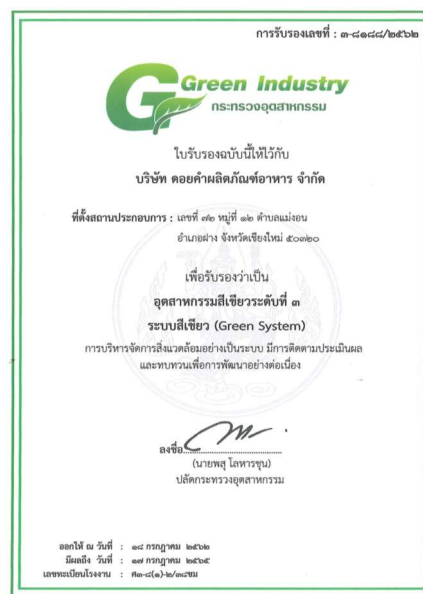 การรับรองเลขที่ : ๓-๘๑๘๘/๒๕๖๒
Green Industry
กระทรวงอุตสาหกรรม
ใบรับรองฉบับนี้ให้ไว้กับ
บริษัท ดอยคำผลิตภัณฑ์อาหาร จำกัด
ที่ตั้งสถานประกอบการ : เลขที่ ๗๒ หมู่ที่ ๑๒ ตำบลแม่งอน
อำเภอฝาง จังหวัดเชียงใหม่ ๕๐๓๒๐
เพื่อรับรองว่าเป็น
อุตสาหกรรมสีเขียวระดับที่ ๓
ระบบสีเขียว (Green System)
การบริหารจัดการสิ่งแวดล้อมอย่างเป็นระบบ มีการติดตามประเมินผล
และทบทวนเพื่อการพัฒนาอย่างต่อเนื่อง
ลงชื่อ
(นายพสุ โลหารชุน)
ปลัดกระทรวงอุตสาหกรรม
ออกให้ ณ วันที่ : ๑๘ กรกฎาคม ๒๕๖๒
มีผลถึง วันที่ : ๑๗ กรกฎาคม ๒๕๖๕
เลขทะเบียนโรงงาน :